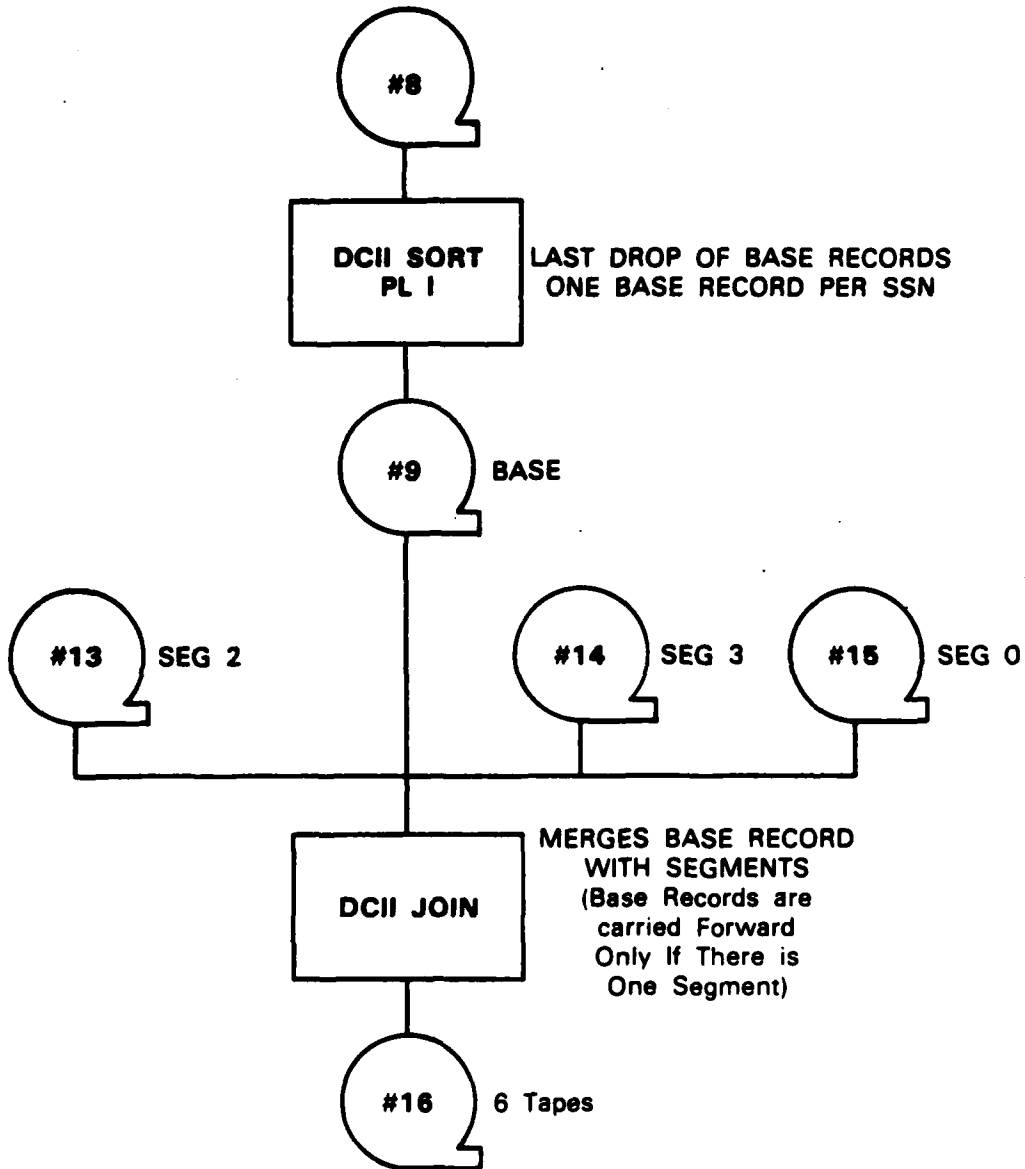 #8
DCII SORT
PL I
LAST DROP OF BASE RECORDS
ONE BASE RECORD PER SSN
#9
BASE
#13
SEG 2
#14
SEG 3
#15
SEG 0
DCII JOIN
MERGES BASE RECORD
WITH SEGMENTS
(Base Records are
carried Forward
Only If There is
One Segment)
#16
6 Tapes